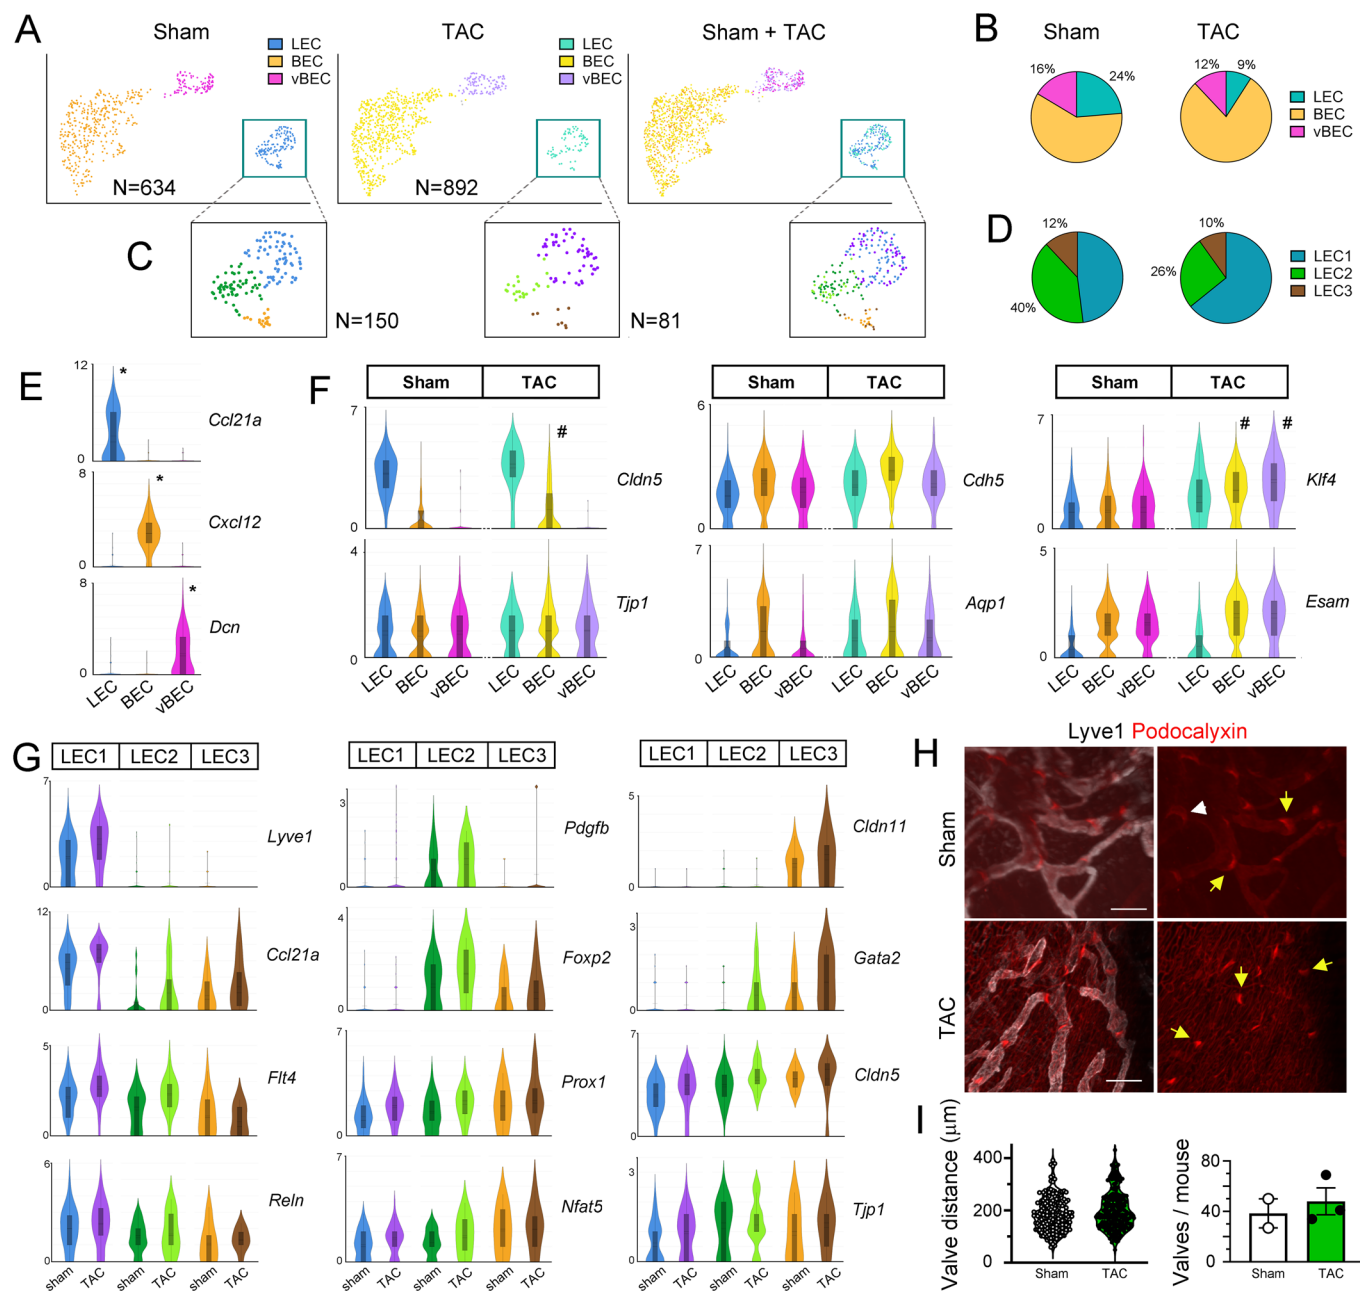 A
Sham
LEC
BEC
vBEC
N=634
TAC
LEC
BEC
vBEC
N=892
Sham + TAC
B
Sham
TAC
16%
24%
12%
9%
LEC
BEC
vBEC
C
N=150
N=81
D
12%
40%
10%
26%
LEC1
LEC2
LEC3
E
12
0
*
Ccl21a
8
0
*
Cxcl12
8
0
*
Dcn
LEC
BEC
vBEC
F
Sham
TAC
7
0
#
Cldn5
4
0
Tjp1
LEC
BEC
vBEC
LEC
BEC
vBEC
Sham
TAC
6
0
Cdh5
7
0
Aqp1
LEC
BEC
vBEC
LEC
BEC
vBEC
Sham
TAC
7
0
#
#
Klf4
5
0
Esam
LEC
BEC
vBEC
LEC
BEC
vBEC
G
LEC1
LEC2
LEC3
7
0
Lyve1
12
0
Ccl21a
5
0
Flt4
6
0
Reln
sham
TAC
sham
TAC
sham
TAC
LEC1
LEC2
LEC3
3
0
Pdgfb
4
0
Foxp2
7
0
Prox1
5
0
Nfat5
sham
TAC
sham
TAC
sham
TAC
LEC1
LEC2
LEC3
5
0
Cldn11
4
0
Gata2
7
0
Cldn5
3
0
Tjp1
sham
TAC
sham
TAC
sham
TAC
H
Lyve1 Podocalyxin
Sham
TAC
I
Valve distance (μm)
400
200
0
Sham
TAC
Valves / mouse
80
40
0
Sham
TAC